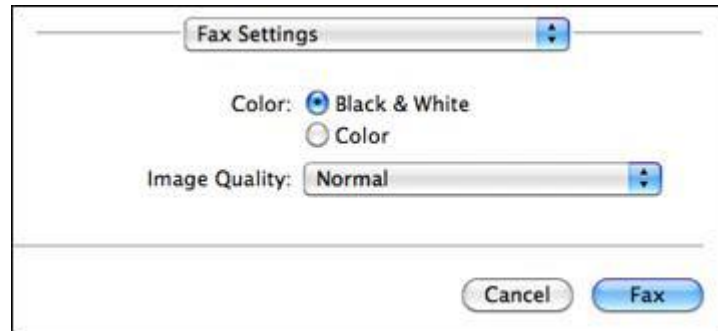 Fax Settings
Color: Black & White
Color
Image Quality: Normal
Cancel Fax